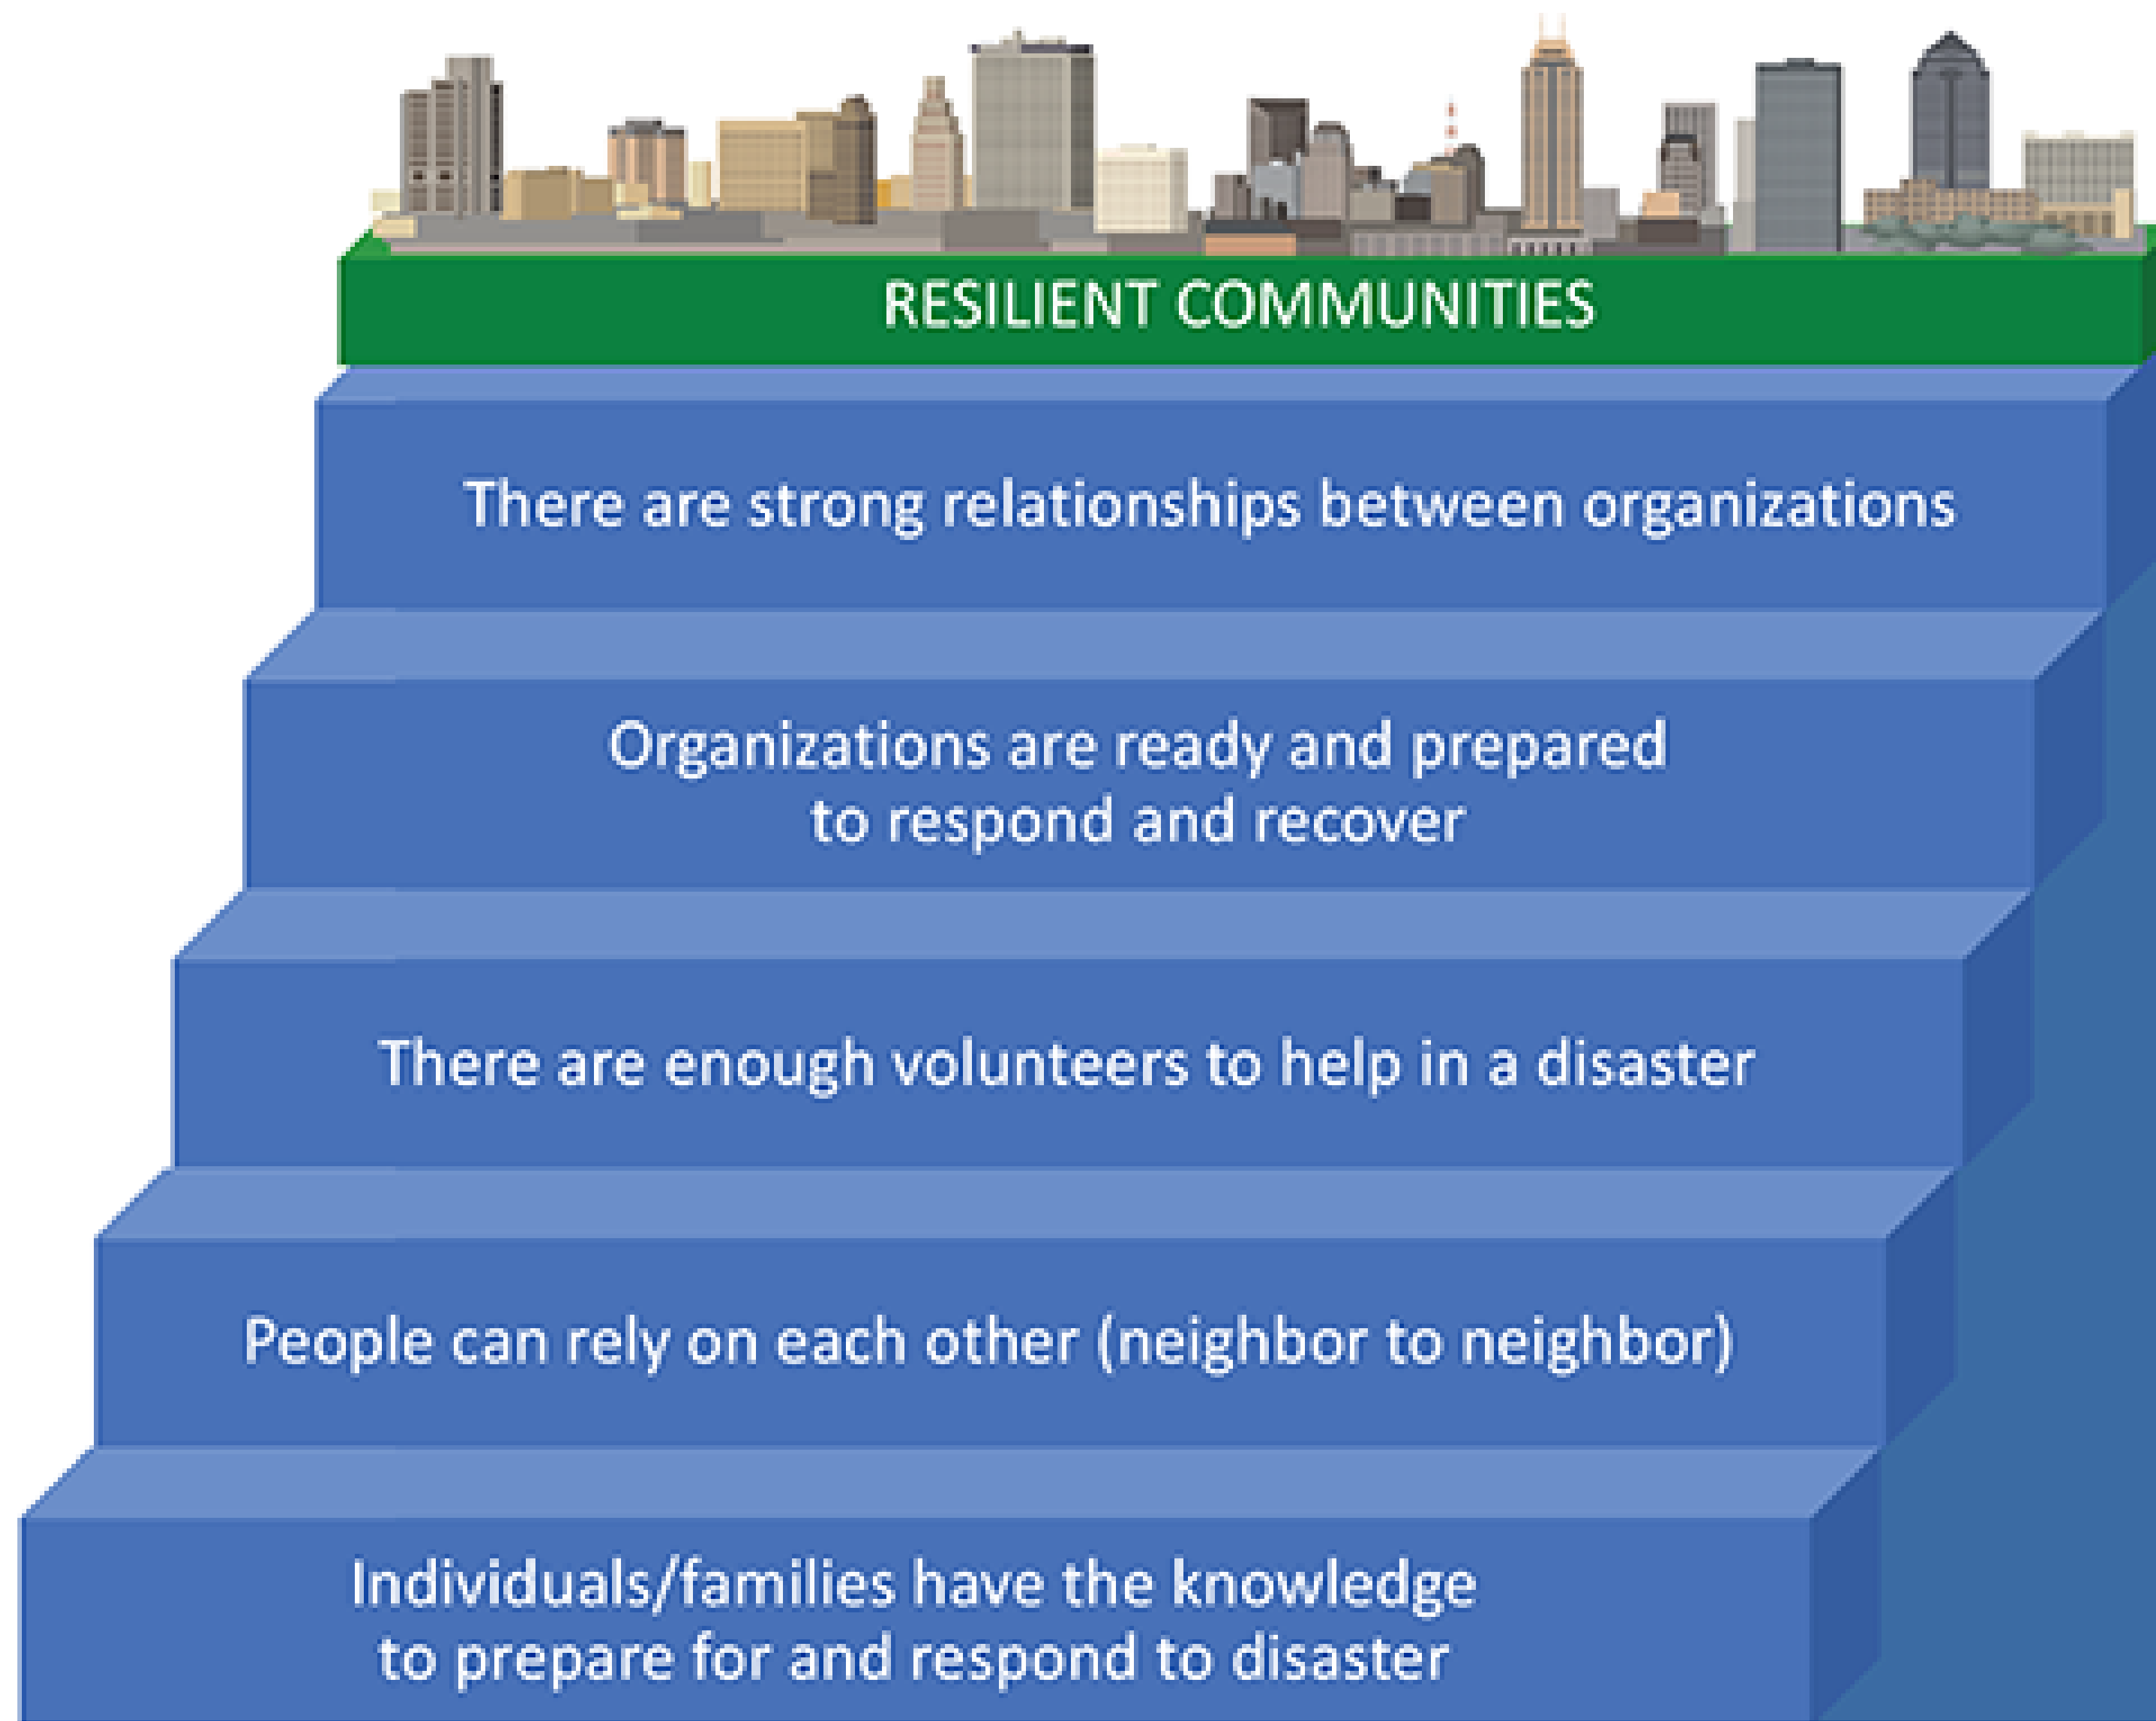 RESILIENT COMMUNITIES
There are strong relationships between organizations
Organizations are ready and prepared
to respond and recover
There are enough volunteers to help in a disaster
People can rely on each other (neighbor to neighbor)
Individuals/families have the knowledge
to prepare for and respond to disaster